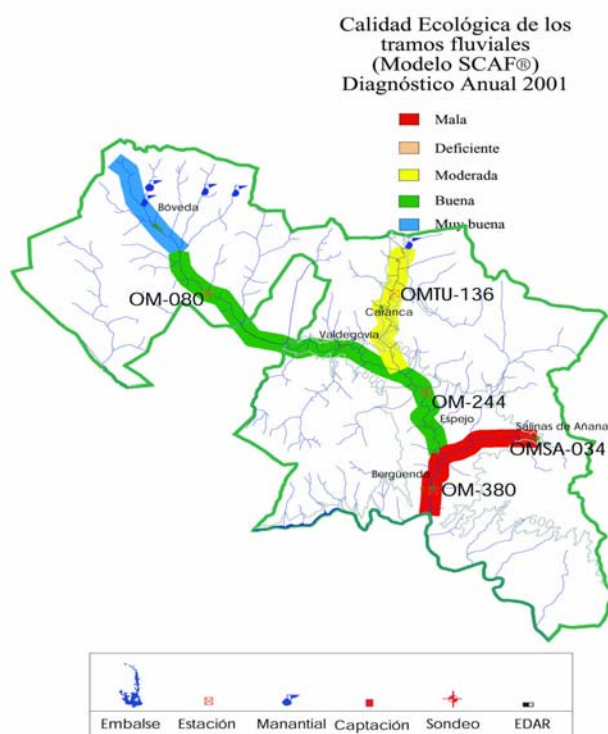 Calidad Ecológica de los
tramos fluviales
(Modelo SCAF®)
Diagnóstico Anual 2001
Mala
Deficiente
Moderada
Buena
Muy buena
Bóveda
OM-080
OMTU-136
Caranca
Valdegovía
OM-244
Espejo
Salinas de Añana
OMSA-034
Bergüenda
OM-380
600
Embalse
Estación
Manantial
Captación
Sondeo
EDAR